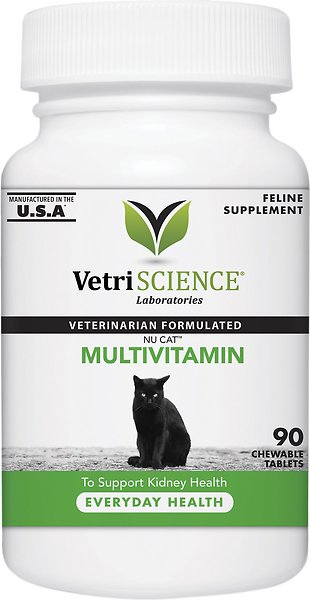 MANUFACTURED IN THE
U.S.A
FELINE
SUPPLEMENT
VetriSCIENCE®
Laboratories
VETERINARIAN FORMULATED
NU CAT™
MULTIVITAMIN
90
CHEWABLE
TABLETS
To Support Kidney Health
EVERYDAY HEALTH